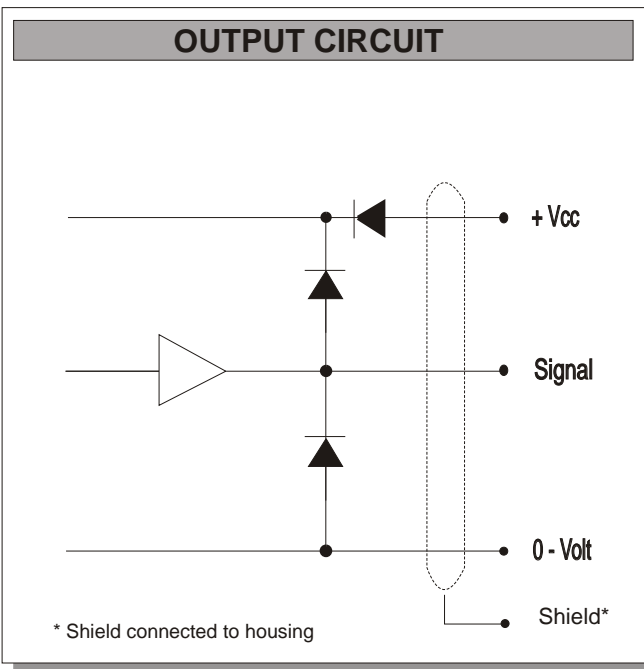 OUTPUT CIRCUIT
+ Vcc
Signal
0 - Volt
Shield*
* Shield connected to housing